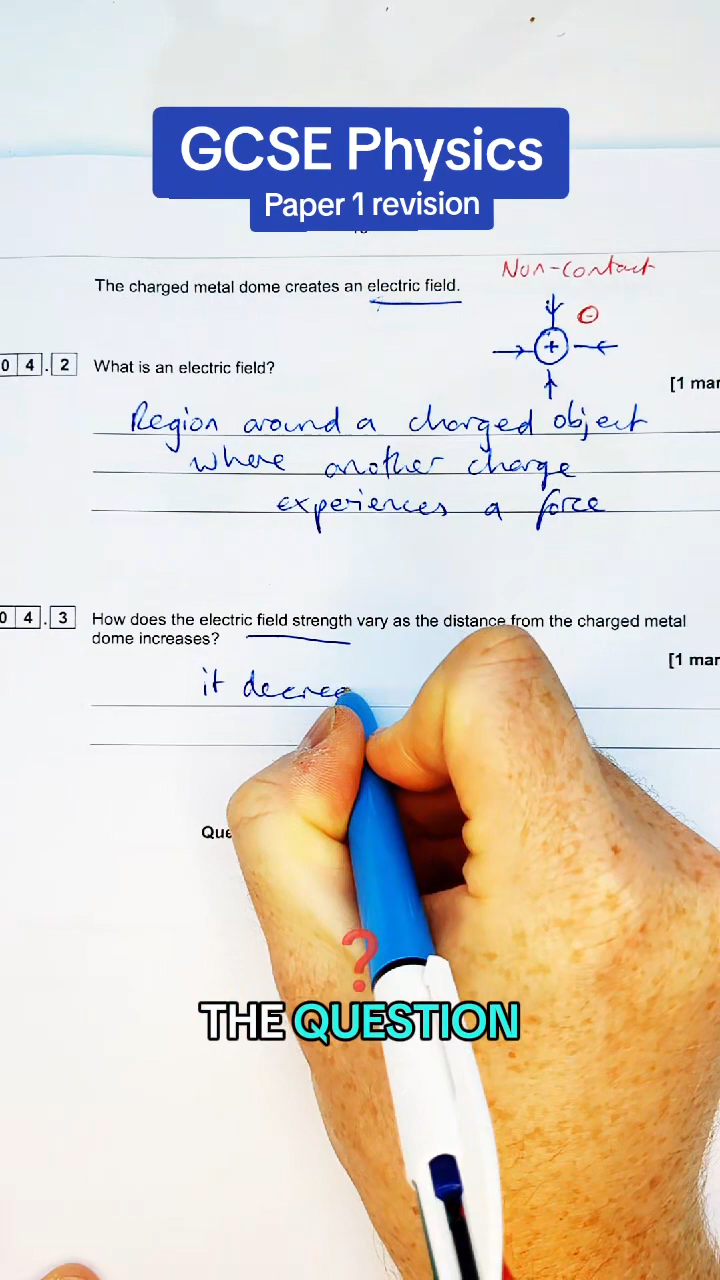 GCSE Physics
Paper 1 revision
The charged metal dome creates an electric field.
Non-contact
-
+
0 4 . 2 What is an electric field?
[1 mar
Region around a charged object
where another charge
experiences a force
0 4 . 3 How does the electric field strength vary as the distance from the charged metal
dome increases?
[1 mar
it decrea
Que
?
THE QUESTION